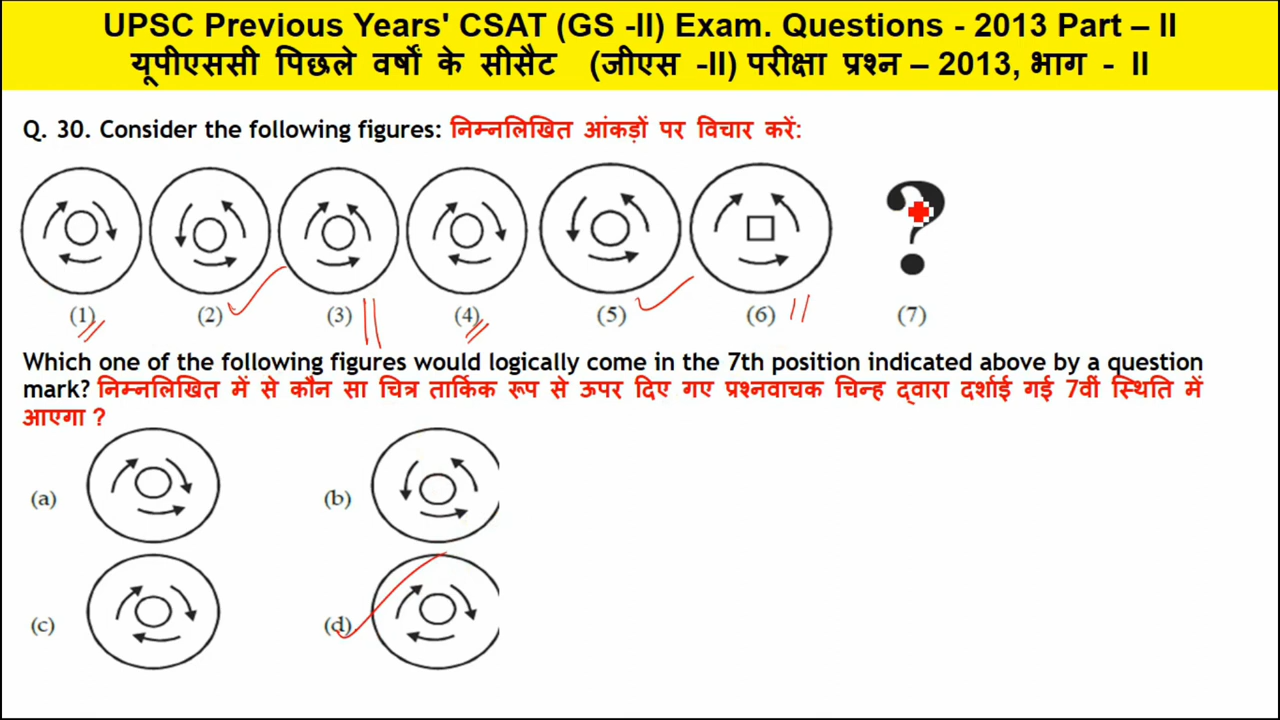 UPSC Previous Years' CSAT (GS -II) Exam. Questions - 2013 Part – II
यूपीएससी पिछले वर्षों के सीसैट (जीएस -II) परीक्षा प्रश्न – 2013, भाग - II
Q. 30. Consider the following figures: निम्नलिखित आंकड़ों पर विचार करें:
?
(1) (2) (3) (4) (5) (6) (7)
Which one of the following figures would logically come in the 7th position indicated above by a question
mark? निम्नलिखित में से कौन सा चित्र तार्किक रूप से ऊपर दिए गए प्रश्नवाचक चिन्ह द्वारा दर्शाई गई 7वीं स्थिति में
आएगा ?
(a) (b)
(c) (d)